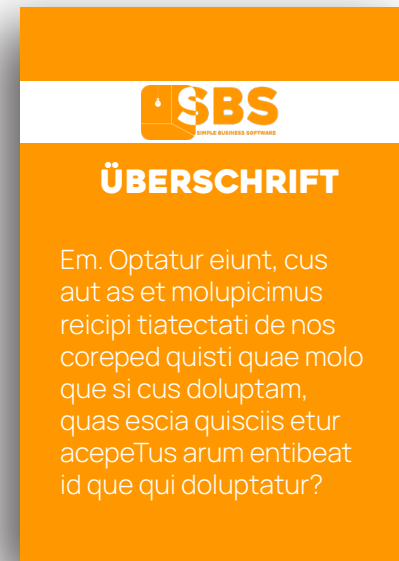 SBS
SIMPLE BUSINESS SOFTWARE
ÜBERSCHRIFT
Em. Optatur eiunt, cus
aut as et molupicimus
reicipi tiatectati de nos
coreped quisti quae molo
que si cus doluptam,
quas escia quisciis etur
acepeTus arum entibeat
id que qui doluptatur?